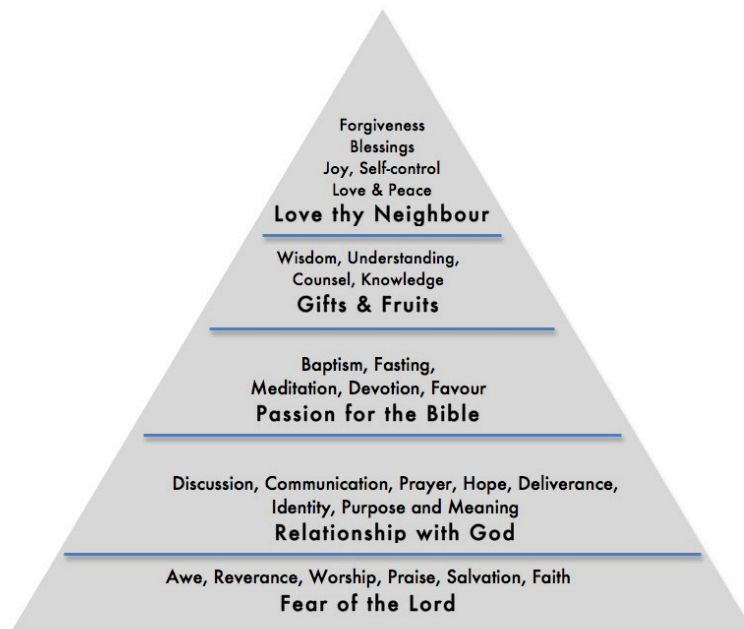 Forgiveness
Blessings
Joy, Self-control
Love & Peace
Love thy Neighbour
Wisdom, Understanding,
Counsel, Knowledge
Gifts & Fruits
Baptism, Fasting,
Meditation, Devotion, Favour
Passion for the Bible
Discussion, Communication, Prayer, Hope, Deliverance,
Identity, Purpose and Meaning
Relationship with God
Awe, Reverance, Worship, Praise, Salvation, Faith
Fear of the Lord